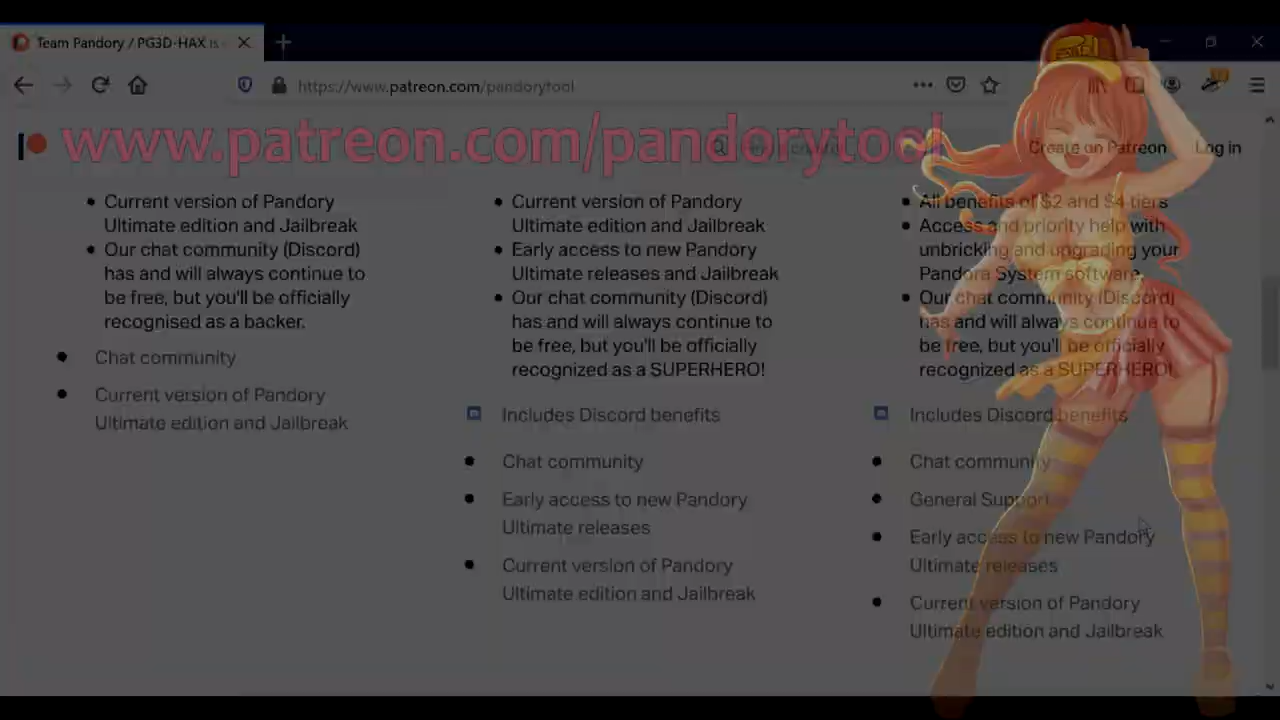 Team Pandory / PG3D-HAX is
https://www.patreon.com/pandorytool
www.patreon.com/pandorytool
Create on Patreon
Log in
Current version of Pandory
Ultimate edition and Jailbreak
Our chat community (Discord)
has and will always continue to
be free, but you'll be officially
recognised as a backer.
Chat community
Current version of Pandory
Ultimate edition and Jailbreak
Current version of Pandory
Ultimate edition and Jailbreak
Early access to new Pandory
Ultimate releases and Jailbreak
Our chat community (Discord)
has and will always continue to
be free, but you'll be officially
recognized as a SUPERHERO!
Includes Discord benefits
Chat community
Early access to new Pandory
Ultimate releases
Current version of Pandory
Ultimate edition and Jailbreak
All benefits of $2 and $4 tiers
Access and priority help with
unbricking and upgrading your
Pandora System software.
Our chat community (Discord)
has and will always continue to
be free, but you'll be officially
recognized as a SUPERHERO!
Includes Discord benefits
Chat community
General Support
Early access to new Pandory
Ultimate releases
Current version of Pandory
Ultimate edition and Jailbreak